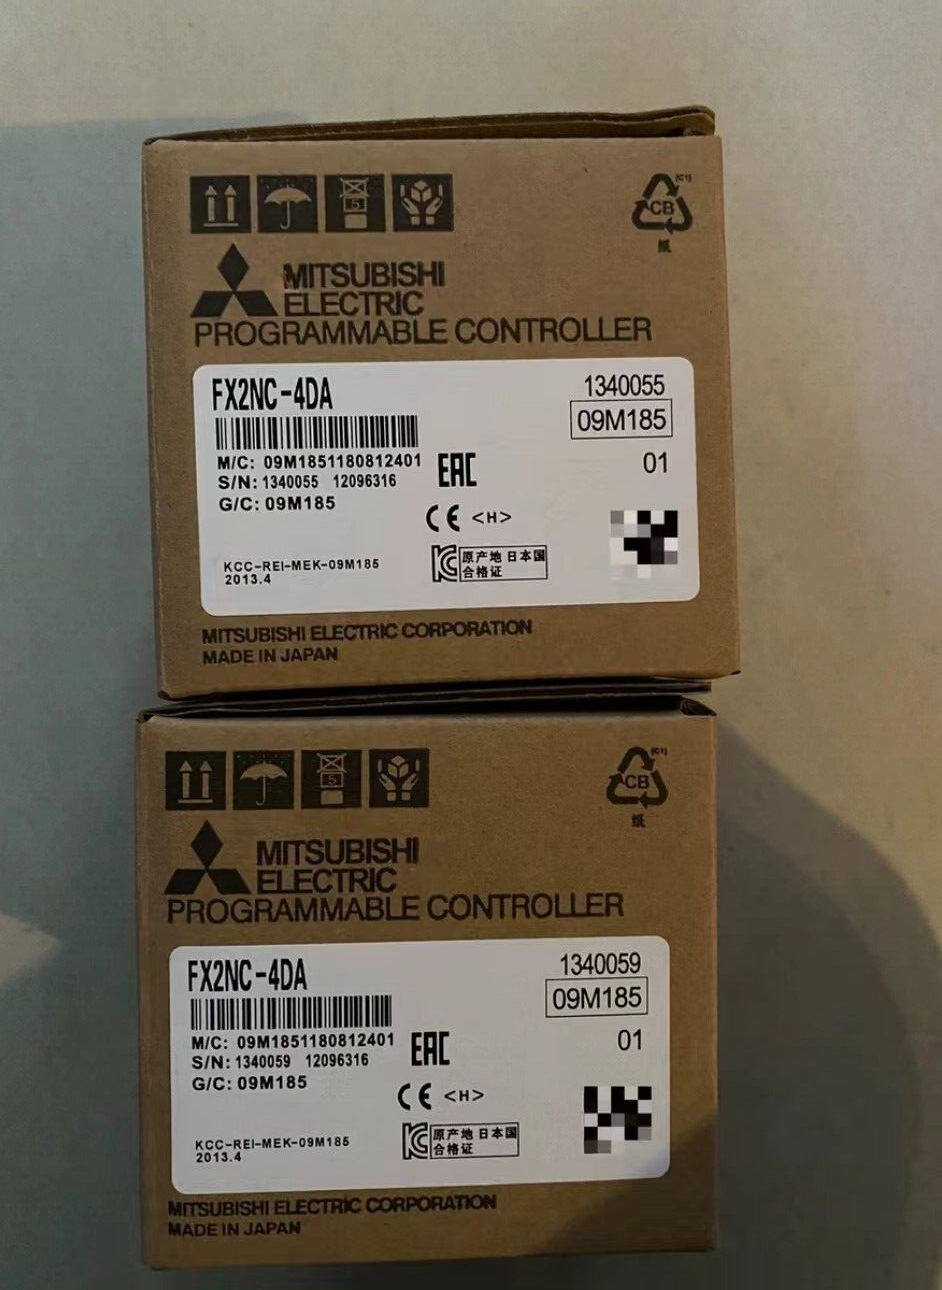 5
(C1)
CB
纸
MITSUBISHI
ELECTRIC
PROGRAMMABLE CONTROLLER
FX2NC-4DA
1340055
09M185
M/C: 09M1851180812401
S/N: 1340055 12096316
G/C: 09M185
EAC
01
CE <H>
KCC-REI-MEK-09M185
2013.4
原产地 日本国
合格证
MITSUBISHI ELECTRIC CORPORATION
MADE IN JAPAN
5
(C1)
CB
纸
MITSUBISHI
ELECTRIC
PROGRAMMABLE CONTROLLER
FX2NC-4DA
1340059
09M185
M/C: 09M1851180812401
S/N: 1340059 12096316
G/C: 09M185
EAC
01
CE <H>
KCC-REI-MEK-09M185
2013.4
原产地 日本国
合格证
MITSUBISHI ELECTRIC CORPORATION
MADE IN JAPAN